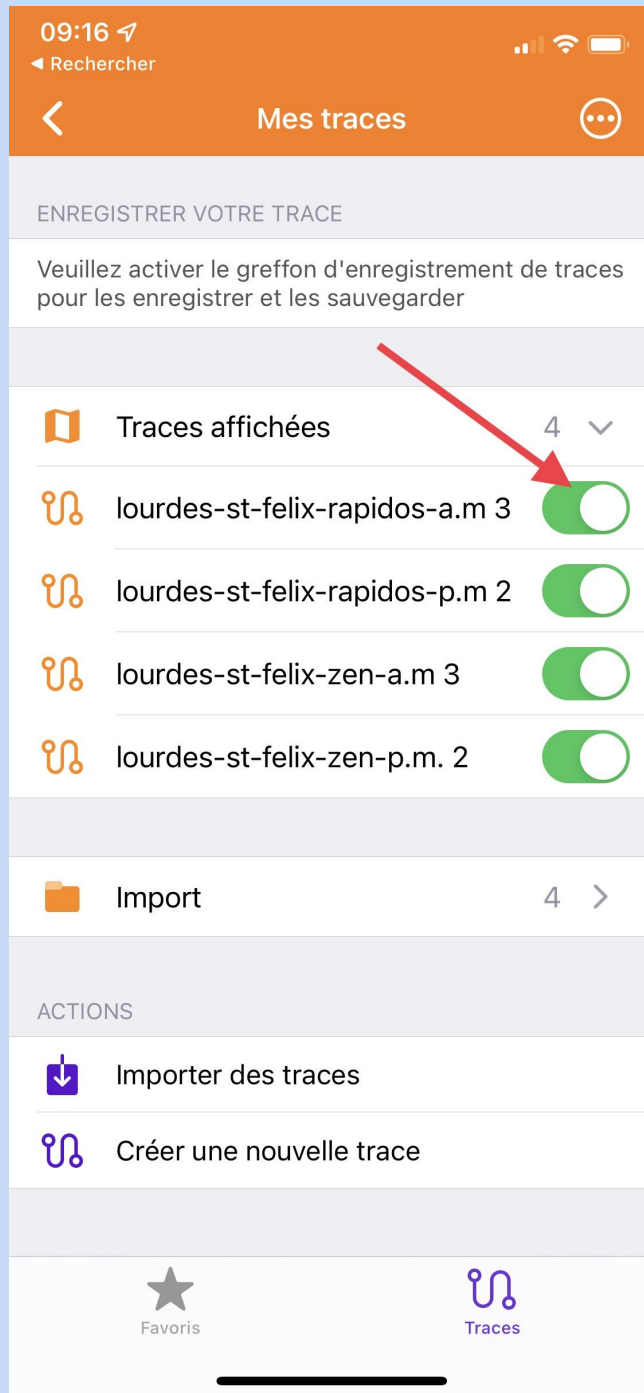 09:16
◀ Rechercher
Mes traces
ENREGISTRER VOTRE TRACE
Veuillez activer le greffon d'enregistrement de traces
pour les enregistrer et les sauvegarder
Traces affichées 4
lourdes-st-felix-rapidos-a.m 3
lourdes-st-felix-rapidos-p.m 2
lourdes-st-felix-zen-a.m 3
lourdes-st-felix-zen-p.m. 2
Import 4
ACTIONS
Importer des traces
Créer une nouvelle trace
Favoris
Traces